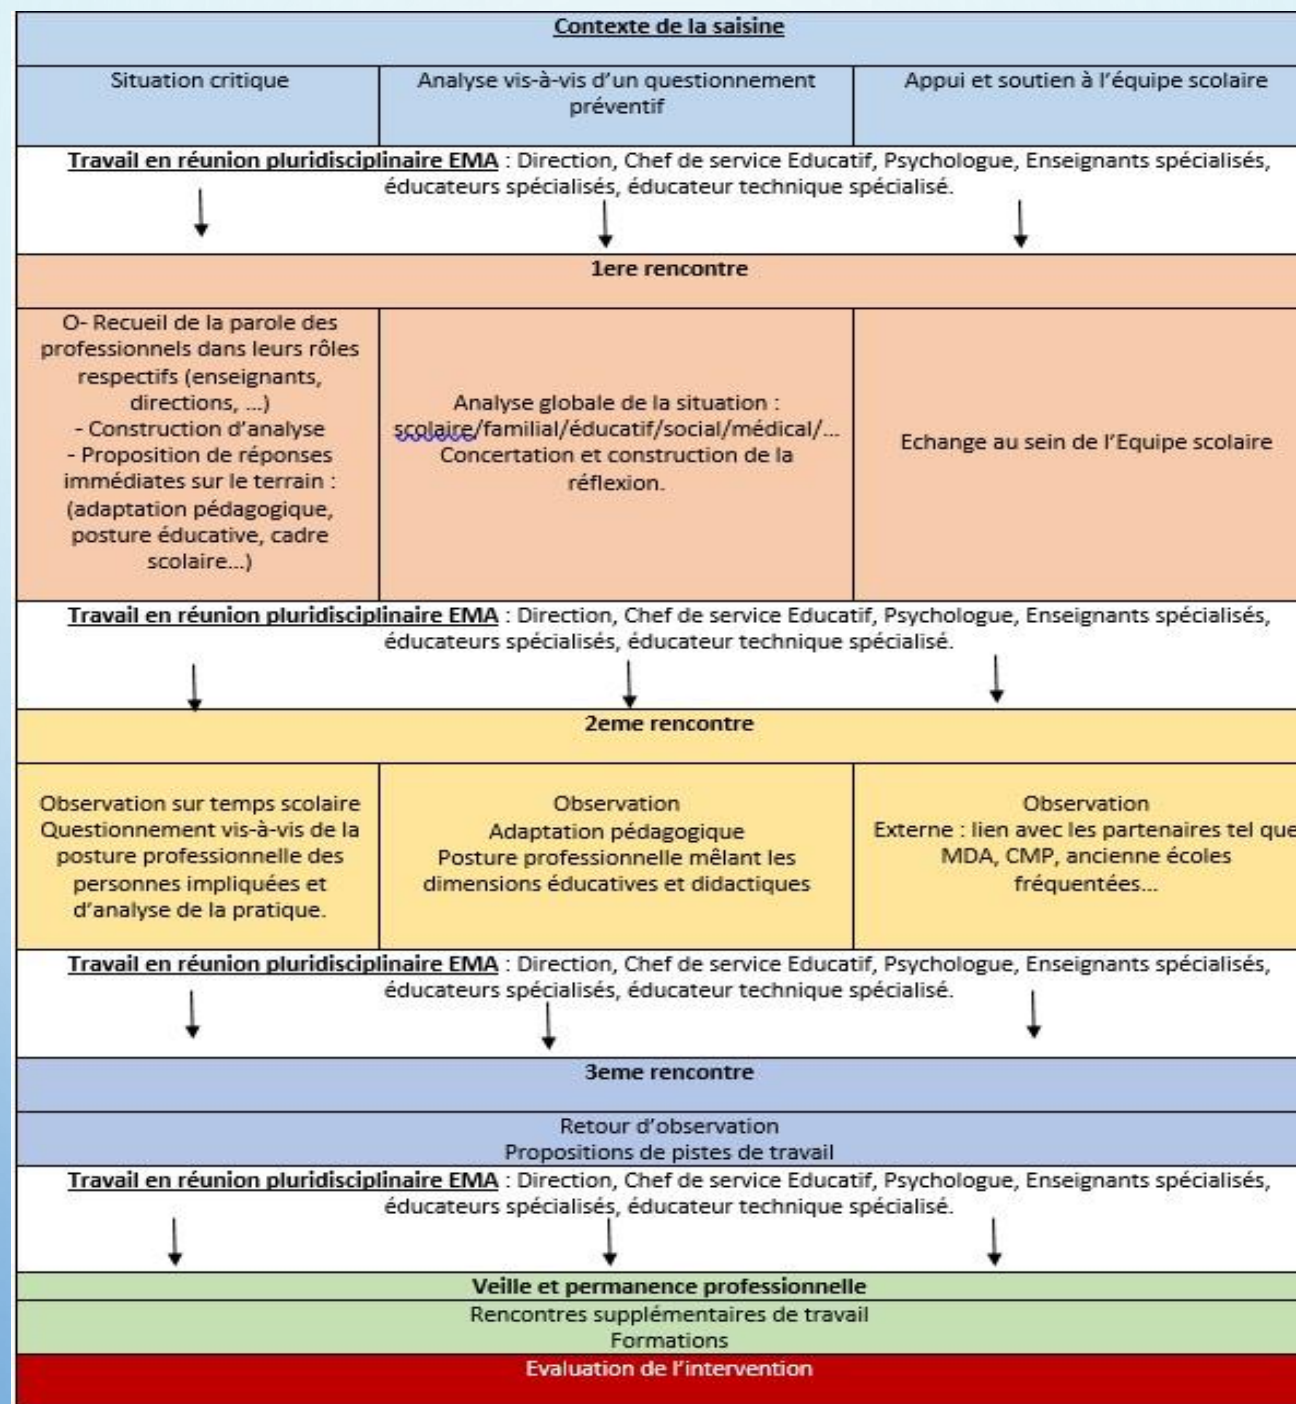 Contexte de la saisine
Situation critique
Analyse vis-à-vis d'un questionnement
préventif
Appui et soutien à l'équipe scolaire
Travail en réunion pluridisciplinaire EMA : Direction, Chef de service Educatif, Psychologue, Enseignants spécialisés,
éducateurs spécialisés, éducateur technique spécialisé.
1ere rencontre
O- Recueil de la parole des
professionnels dans leurs rôles
respectifs (enseignants,
directions, ...)
- Construction d'analyse
- Proposition de réponses
immédiates sur le terrain :
(adaptation pédagogique,
posture éducative, cadre
scolaire...)
Analyse globale de la situation :
scolaire/familial/éducatif/social/médical/...
Concertation et construction de la
réflexion.
Echange au sein de l'Equipe scolaire
Travail en réunion pluridisciplinaire EMA : Direction, Chef de service Educatif, Psychologue, Enseignants spécialisés,
éducateurs spécialisés, éducateur technique spécialisé.
2eme rencontre
Observation sur temps scolaire
Questionnement vis-à-vis de la
posture professionnelle des
personnes impliquées et
d'analyse de la pratique.
Observation
Adaptation pédagogique
Posture professionnelle mêlant les
dimensions éducatives et didactiques
Observation
Externe : lien avec les partenaires tel que
MDA, CMP, ancienne écoles
fréquentées...
Travail en réunion pluridisciplinaire EMA : Direction, Chef de service Educatif, Psychologue, Enseignants spécialisés,
éducateurs spécialisés, éducateur technique spécialisé.
3eme rencontre
Retour d'observation
Propositions de pistes de travail
Travail en réunion pluridisciplinaire EMA : Direction, Chef de service Educatif, Psychologue, Enseignants spécialisés,
éducateurs spécialisés, éducateur technique spécialisé.
Veille et permanence professionnelle
Rencontres supplémentaires de travail
Formations
Evaluation de l'intervention